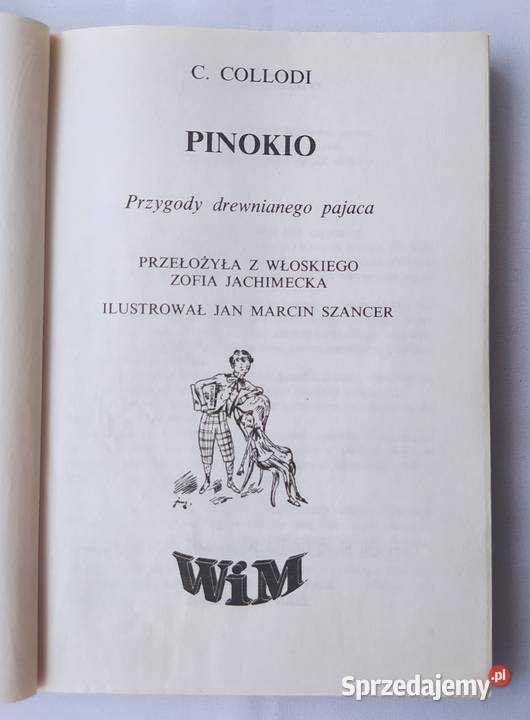 C. COLLODI
PINOKIO
Przygody drewnianego pajaca
PRZEŁOŻYŁA Z WŁOSKIEGO
ZOFIA JACHIMECKA
ILUSTROWAŁ JAN MARCIN SZANCER
WiM
Sprzedajemy.pl